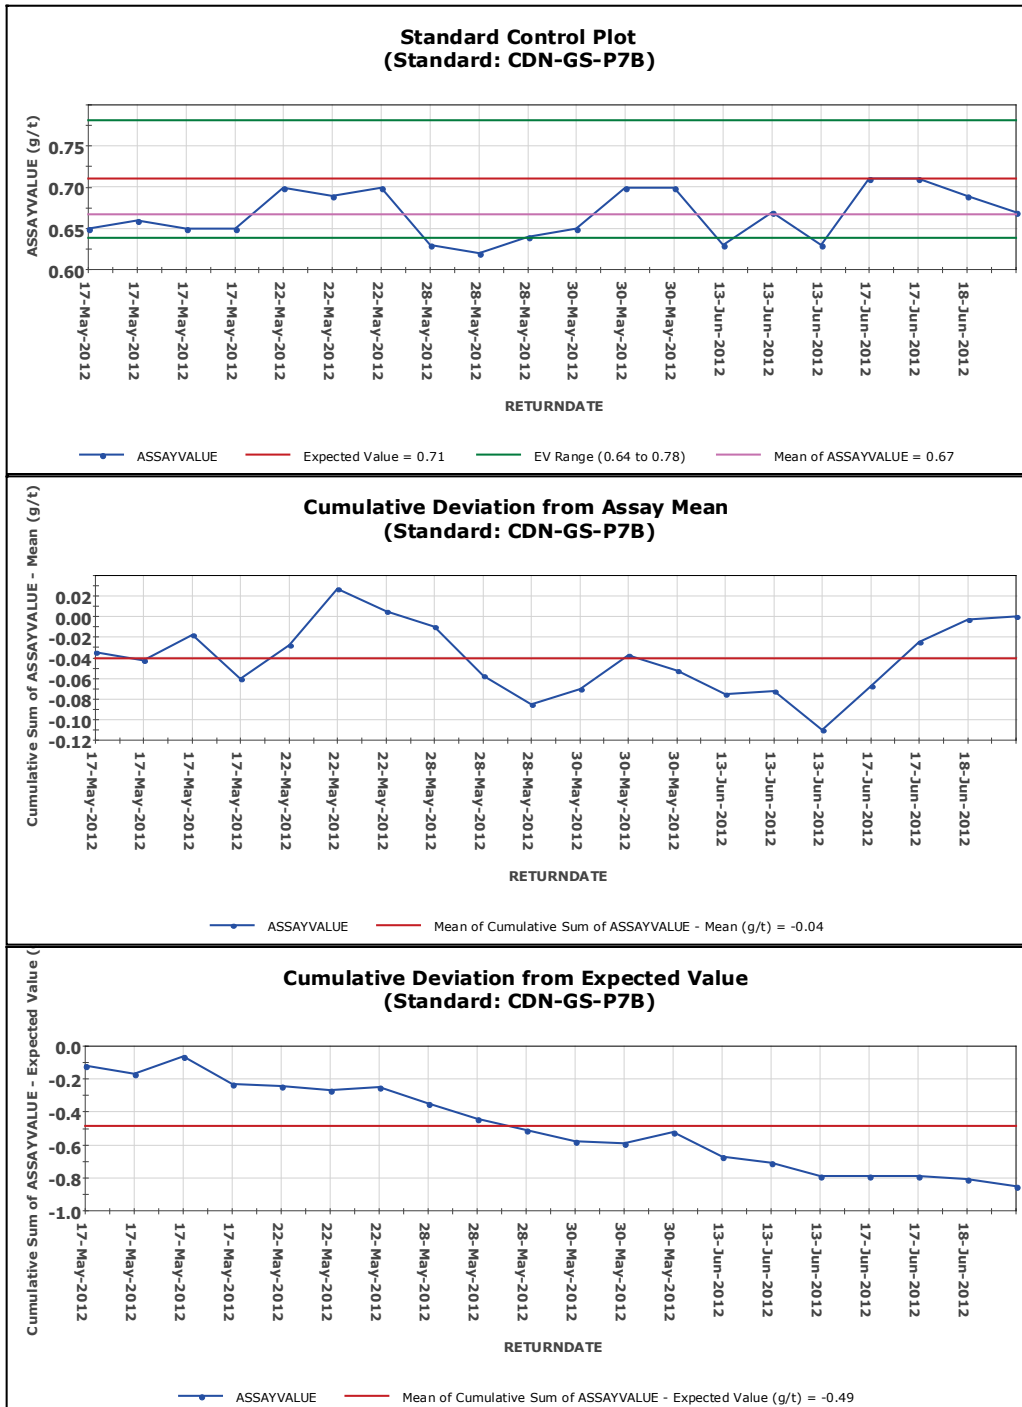 Standard Control Plot
(Standard: CDN-GS-P7B)
ASSAYVALUE (g/t)
0.75
0.70
0.65
0.60
17-May-2012
17-May-2012
17-May-2012
17-May-2012
22-May-2012
22-May-2012
22-May-2012
28-May-2012
28-May-2012
28-May-2012
30-May-2012
30-May-2012
30-May-2012
13-Jun-2012
13-Jun-2012
13-Jun-2012
17-Jun-2012
17-Jun-2012
18-Jun-2012
RETURNDATE
ASSAYVALUE Expected Value = 0.71 EV Range (0.64 to 0.78) Mean of ASSAYVALUE = 0.67
Cumulative Deviation from Assay Mean
(Standard: CDN-GS-P7B)
Cumulative Sum of ASSAYVALUE - Mean (g/t)
0.02
0.00
-0.02
-0.04
-0.06
-0.08
-0.10
-0.12
17-May-2012
17-May-2012
17-May-2012
17-May-2012
22-May-2012
22-May-2012
22-May-2012
28-May-2012
28-May-2012
28-May-2012
30-May-2012
30-May-2012
30-May-2012
13-Jun-2012
13-Jun-2012
13-Jun-2012
17-Jun-2012
17-Jun-2012
18-Jun-2012
RETURNDATE
ASSAYVALUE Mean of Cumulative Sum of ASSAYVALUE - Mean (g/t) = -0.04
Cumulative Deviation from Expected Value
(Standard: CDN-GS-P7B)
Cumulative Sum of ASSAYVALUE - Expected Value (
0.0
-0.2
-0.4
-0.6
-0.8
-1.0
17-May-2012
17-May-2012
17-May-2012
17-May-2012
22-May-2012
22-May-2012
22-May-2012
28-May-2012
28-May-2012
28-May-2012
30-May-2012
30-May-2012
30-May-2012
13-Jun-2012
13-Jun-2012
13-Jun-2012
17-Jun-2012
17-Jun-2012
18-Jun-2012
RETURNDATE
ASSAYVALUE Mean of Cumulative Sum of ASSAYVALUE - Expected Value (g/t) = -0.49